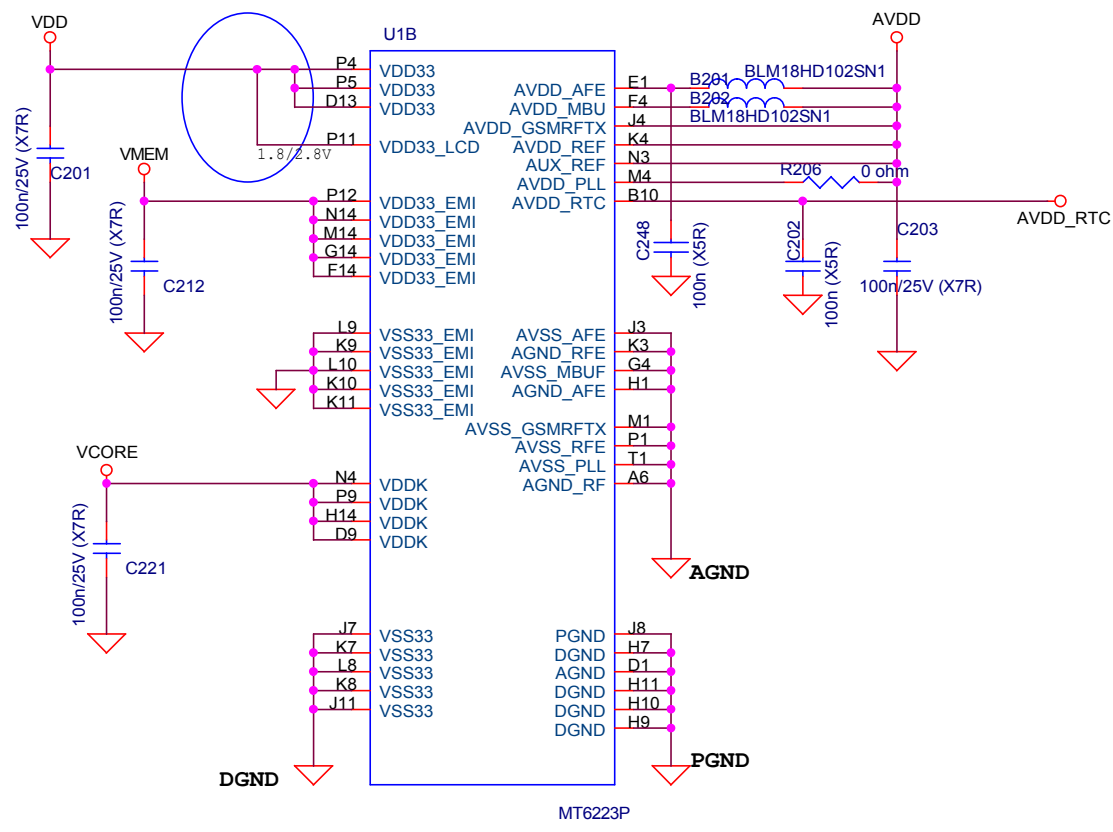 VDD
AVDD
U1B
P4 VDD33
P5 VDD33
D13 VDD33
P11 VDD33_LCD
1.8/2.8V
C201
100n/25V (X7R)
VMEM
P12 VDD33_EMI
N14 VDD33_EMI
M14 VDD33_EMI
G14 VDD33_EMI
F14 VDD33_EMI
C212
100n/25V (X7R)
L9 VSS33_EMI
K9 VSS33_EMI
L10 VSS33_EMI
K10 VSS33_EMI
K11 VSS33_EMI
VCORE
N4 VDDK
P9 VDDK
H14 VDDK
D9 VDDK
C221
100n/25V (X7R)
J7 VSS33
K7 VSS33
L8 VSS33
K8 VSS33
J11 VSS33
DGND
AVDD_AFE E1 B201 BLM18HD102SN1
AVDD_MBU F4 B202
BLM18HD102SN1
AVDD_GSMRFTX J4
AVDD_REF K4
AUX_REF N3
AVDD_PLL M4 R206 0 ohm
AVDD_RTC B10
AVDD_RTC
C248
100n (X5R)
C202
100n (X5R)
C203
100n/25V (X7R)
AVSS_AFE J3
AGND_RFE K3
AVSS_MBUF G4
AGND_AFE H1
AVSS_GSMRFTX M1
AVSS_RFE P1
AVSS_PLL T1
AGND_RF A6
AGND
PGND J8
DGND H7
AGND D1
DGND H11
DGND H10
DGND H9
PGND
MT6223P